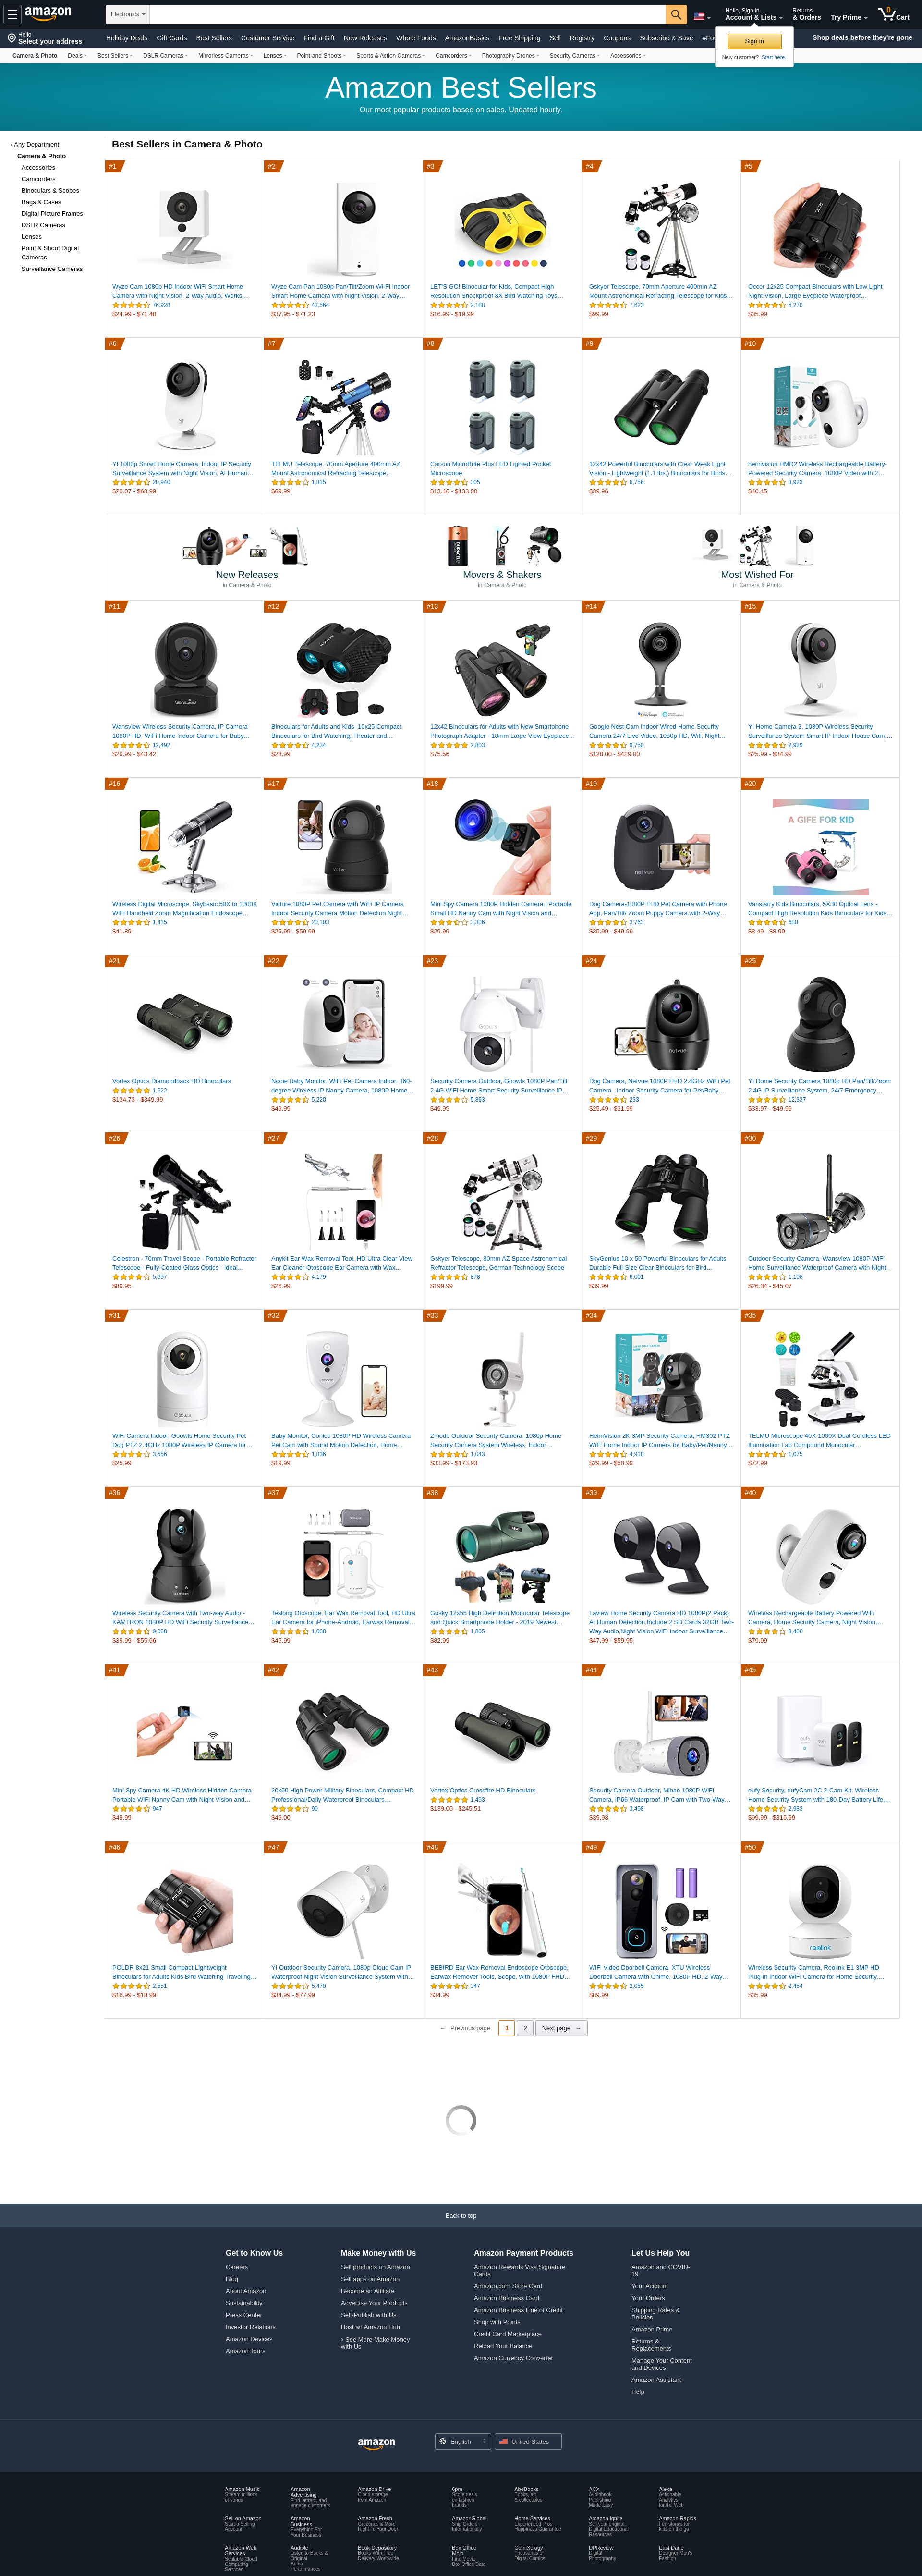 amazon
Electronics
Hello, Sign in
Account & Lists
Returns
& Orders
Try Prime
0
Cart
Hello
Select your address
Holiday Deals Gift Cards Best Sellers Customer Service Find a Gift New Releases Whole Foods AmazonBasics Free Shipping Sell Registry Coupons Subscribe & Save
Shop deals before they're gone
Sign in
New customer? Start here.
Camera & Photo Deals Best Sellers DSLR Cameras Mirrorless Cameras Lenses Point-and-Shoots Sports & Action Cameras Camcorders Photography Drones Security Cameras Accessories
Amazon Best Sellers
Our most popular products based on sales. Updated hourly.
‹ Any Department
Camera & Photo
Accessories
Camcorders
Binoculars & Scopes
Bags & Cases
Digital Picture Frames
DSLR Cameras
Lenses
Point & Shoot Digital
Cameras
Surveillance Cameras
Best Sellers in Camera & Photo
#1
Wyze Cam 1080p HD Indoor WiFi Smart Home
Camera with Night Vision, 2-Way Audio, Works…
76,928
$24.99 - $71.48
#2
Wyze Cam Pan 1080p Pan/Tilt/Zoom Wi-Fi Indoor
Smart Home Camera with Night Vision, 2-Way…
43,564
$37.95 - $71.23
#3
LET'S GO! Binocular for Kids, Compact High
Resolution Shockproof 8X Bird Watching Toys…
2,188
$16.99 - $19.99
#4
Gskyer Telescope, 70mm Aperture 400mm AZ
Mount Astronomical Refracting Telescope for Kids…
7,623
$99.99
#5
Occer 12x25 Compact Binoculars with Low Light
Night Vision, Large Eyepiece Waterproof…
5,270
$35.99
#6
YI 1080p Smart Home Camera, Indoor IP Security
Surveillance System with Night Vision, AI Human…
20,940
$20.07 - $68.99
#7
TELMU Telescope, 70mm Aperture 400mm AZ
Mount Astronomical Refracting Telescope…
1,815
$69.99
#8
Carson MicroBrite Plus LED Lighted Pocket
Microscope
305
$13.46 - $133.00
#9
12x42 Powerful Binoculars with Clear Weak Light
Vision - Lightweight (1.1 lbs.) Binoculars for Birds…
6,756
$39.96
#10
heimvision HMD2 Wireless Rechargeable Battery-
Powered Security Camera, 1080P Video with 2…
3,923
$40.45
New Releases
in Camera & Photo
Movers & Shakers
in Camera & Photo
Most Wished For
in Camera & Photo
#11
Wansview Wireless Security Camera, IP Camera
1080P HD, WiFi Home Indoor Camera for Baby…
12,492
$29.99 - $43.42
#12
Binoculars for Adults and Kids, 10x25 Compact
Binoculars for Bird Watching, Theater and…
4,234
$23.99
#13
12x42 Binoculars for Adults with New Smartphone
Photograph Adapter - 18mm Large View Eyepiece…
2,803
$75.56
#14
Google Nest Cam Indoor Wired Home Security
Camera 24/7 Live Video, 1080p HD, Wifi, Night…
9,750
$128.00 - $429.00
#15
YI Home Camera 3, 1080P Wireless Security
Surveillance System Smart IP Indoor House Cam,…
2,929
$25.99 - $34.99
#16
Wireless Digital Microscope, Skybasic 50X to 1000X
WiFi Handheld Zoom Magnification Endoscope…
1,415
$41.89
#17
Victure 1080P Pet Camera with WiFi IP Camera
Indoor Security Camera Motion Detection Night…
20,103
$25.99 - $59.99
#18
Mini Spy Camera 1080P Hidden Camera | Portable
Small HD Nanny Cam with Night Vision and…
3,306
$29.99
#19
netvue
Dog Camera-1080P FHD Pet Camera with Phone
App, Pan/Tilt/ Zoom Puppy Camera with 2-Way…
3,763
$35.99 - $49.99
#20
A GIFE FOR KID
Vanstarry Kids Binoculars, 5X30 Optical Lens -
Compact High Resolution Kids Binoculars for Kids…
680
$8.49 - $8.99
#21
Vortex Optics Diamondback HD Binoculars
1,522
$134.73 - $349.99
#22
Nooie Baby Monitor, WiFi Pet Camera Indoor, 360-
degree Wireless IP Nanny Camera, 1080P Home…
5,220
$49.99
#23
Security Camera Outdoor, Goowls 1080P Pan/Tilt
2.4G WiFi Home Smart Security Surveillance IP…
5,863
$49.99
#24
netvue
Dog Camera, Netvue 1080P FHD 2.4GHz WiFi Pet
Camera , Indoor Security Camera for Pet/Baby…
233
$25.49 - $31.99
#25
YI Dome Security Camera 1080p HD Pan/Tilt/Zoom
2.4G IP Surveillance System, 24/7 Emergency…
12,337
$33.97 - $49.99
#26
Celestron - 70mm Travel Scope - Portable Refractor
Telescope - Fully-Coated Glass Optics - Ideal…
5,657
$89.95
#27
Anykit Ear Wax Removal Tool, HD Ultra Clear View
Ear Cleaner Otoscope Ear Camera with Wax…
4,179
$26.99
#28
Gskyer Telescope, 80mm AZ Space Astronomical
Refractor Telescope, German Technology Scope
878
$199.99
#29
SkyGenius 10 x 50 Powerful Binoculars for Adults
Durable Full-Size Clear Binoculars for Bird…
6,001
$39.99
#30
Outdoor Security Camera, Wansview 1080P WiFi
Home Surveillance Waterproof Camera with Night…
1,108
$26.34 - $45.07
#31
WiFi Camera Indoor, Goowls Home Security Pet
Dog PTZ 2.4GHz 1080P Wireless IP Camera for…
3,556
$25.99
#32
Baby Monitor, Conico 1080P HD Wireless Camera
Pet Cam with Sound Motion Detection, Home…
1,836
$19.99
#33
Zmodo Outdoor Security Camera, 1080p Home
Security Camera System Wireless, Indoor…
1,043
$33.99 - $173.93
#34
HeimVision 2K 3MP Security Camera, HM302 PTZ
WiFi Home Indoor IP Camera for Baby/Pet/Nanny…
4,918
$29.99 - $50.99
#35
TELMU Microscope 40X-1000X Dual Cordless LED
Illumination Lab Compound Monocular…
1,075
$72.99
#36
Wireless Security Camera with Two-way Audio -
KAMTRON 1080P HD WiFi Security Surveillance…
9,028
$39.99 - $55.66
#37
Teslong Otoscope, Ear Wax Removal Tool, HD Ultra
Ear Camera for iPhone-Android, Earwax Removal…
1,668
$45.99
#38
Gosky 12x55 High Definition Monocular Telescope
and Quick Smartphone Holder - 2019 Newest…
1,805
$82.99
#39
Laview Home Security Camera HD 1080P(2 Pack)
AI Human Detection,Include 2 SD Cards,32GB Two-
Way Audio,Night Vision,WiFi Indoor Surveillance…
$47.99 - $59.95
#40
Wireless Rechargeable Battery Powered WiFi
Camera, Home Security Camera, Night Vision,…
8,406
$79.99
#41
Mini Spy Camera 4K HD Wireless Hidden Camera
Portable WiFi Nanny Cam with Night Vision and…
947
$49.99
#42
20x50 High Power Military Binoculars, Compact HD
Professional/Daily Waterproof Binoculars…
90
$46.00
#43
Vortex Optics Crossfire HD Binoculars
1,493
$139.00 - $245.51
#44
Security Camera Outdoor, Mibao 1080P WiFi
Camera, IP66 Waterproof, IP Cam with Two-Way…
3,498
$39.98
#45
eufy Security, eufyCam 2C 2-Cam Kit, Wireless
Home Security System with 180-Day Battery Life,…
2,983
$99.99 - $315.99
#46
POLDR 8x21 Small Compact Lightweight
Binoculars for Adults Kids Bird Watching Traveling…
2,551
$16.99 - $18.99
#47
YI Outdoor Security Camera, 1080p Cloud Cam IP
Waterproof Night Vision Surveillance System with…
5,470
$34.99 - $77.99
#48
BEBIRD Ear Wax Removal Endoscope Otoscope,
Earwax Remover Tools, Scope, with 1080P FHD…
347
$34.99
#49
WiFi Video Doorbell Camera, XTU Wireless
Doorbell Camera with Chime, 1080P HD, 2-Way…
2,055
$89.99
#50
reolink
Wireless Security Camera, Reolink E1 3MP HD
Plug-in Indoor WiFi Camera for Home Security,…
2,454
$35.99
← Previous page 1 2 Next page →
Back to top
Get to Know Us
Careers
Blog
About Amazon
Sustainability
Press Center
Investor Relations
Amazon Devices
Amazon Tours
Make Money with Us
Sell products on Amazon
Sell apps on Amazon
Become an Affiliate
Advertise Your Products
Self-Publish with Us
Host an Amazon Hub
› See More Make Money
with Us
Amazon Payment Products
Amazon Rewards Visa Signature
Cards
Amazon.com Store Card
Amazon Business Card
Amazon Business Line of Credit
Shop with Points
Credit Card Marketplace
Reload Your Balance
Amazon Currency Converter
Let Us Help You
Amazon and COVID-
19
Your Account
Your Orders
Shipping Rates &
Policies
Amazon Prime
Returns &
Replacements
Manage Your Content
and Devices
Amazon Assistant
Help
amazon
English
United States
Amazon Music
Stream millions
of songs
Amazon
Advertising
Find, attract, and
engage customers
Amazon Drive
Cloud storage
from Amazon
6pm
Score deals
on fashion
brands
AbeBooks
Books, art
& collectibles
ACX
Audiobook
Publishing
Made Easy
Alexa
Actionable
Analytics
for the Web
Sell on Amazon
Start a Selling
Account
Amazon
Business
Everything For
Your Business
Amazon Fresh
Groceries & More
Right To Your Door
AmazonGlobal
Ship Orders
Internationally
Home Services
Experienced Pros
Happiness Guarantee
Amazon Ignite
Sell your original
Digital Educational
Resources
Amazon Rapids
Fun stories for
kids on the go
Amazon Web
Services
Scalable Cloud
Computing
Services
Audible
Listen to Books &
Original
Audio
Performances
Book Depository
Books With Free
Delivery Worldwide
Box Office
Mojo
Find Movie
Box Office Data
ComiXology
Thousands of
Digital Comics
DPReview
Digital
Photography
East Dane
Designer Men's
Fashion